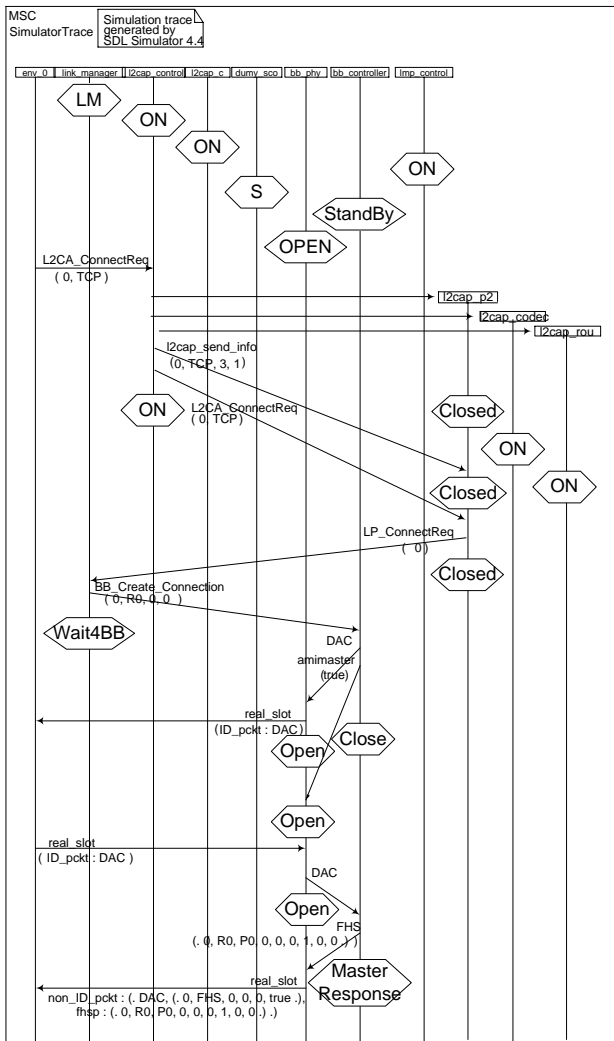 MSC
SimulatorTrace
Simulation trace
generated by
SDL Simulator 4.4
env_0 link_manager l2cap_control l2cap_c dumy_sco bb_phy bb_controller lmp_control
LM
ON
ON
ON
S
StandBy
OPEN
L2CA_ConnectReq
( 0, TCP )
l2cap_p2
l2cap_codec
l2cap_rou
l2cap_send_info
(0, TCP, 3, 1)
ON
L2CA_ConnectReq
( 0, TCP)
Closed
ON
Closed
ON
LP_ConnectReq
( 0)
Closed
BB_Create_Connection
( 0, R0, 0, 0 )
Wait4BB
DAC
amimaster
(true)
real_slot
(ID_pckt : DAC)
Close
Open
Open
real_slot
( ID_pckt : DAC )
DAC
Open
FHS
(. 0, R0, P0, 0, 0, 0, 1, 0, 0 .) )
real_slot
Master
Response
non_ID_pckt : (. DAC, (. 0, FHS, 0, 0, 0, true .),
fhsp : (. 0, R0, P0, 0, 0, 0, 1, 0, 0 .) .)